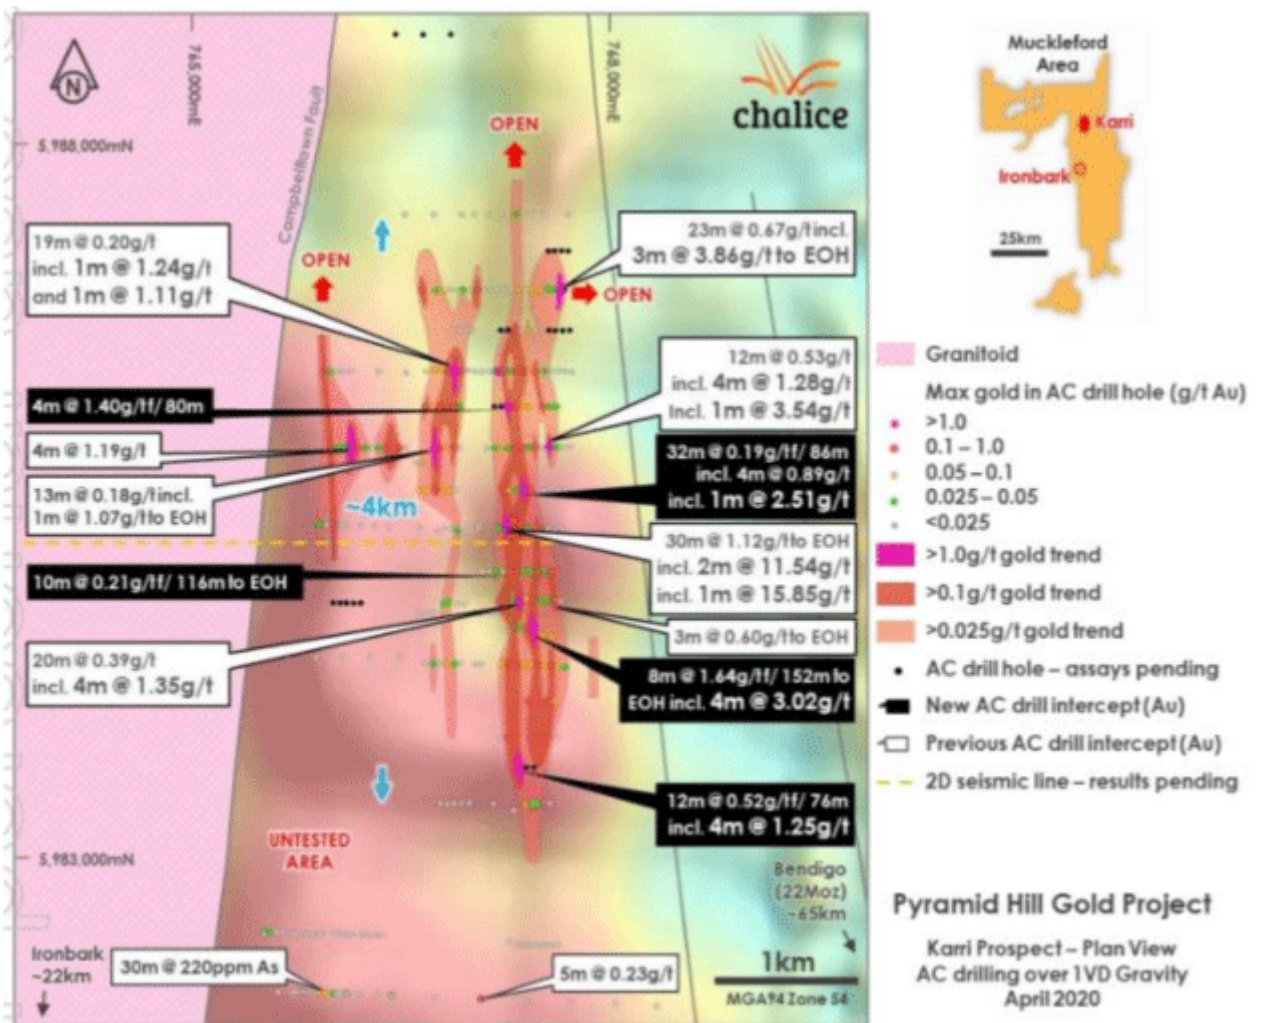 765,000mE
768,000mE
chalice
5,988,000mN
Campbelltown Fault
OPEN
OPEN
OPEN
19m @ 0.20g/t
incl. 1m @ 1.24g/t
and 1m @ 1.11g/t
23m @ 0.67g/t incl.
3m @ 3.86g/t to EOH
4m @ 1.40g/t f/ 80m
12m @ 0.53g/t
incl. 4m @ 1.28g/t
Incl. 1m @ 3.54g/t
4m @ 1.19g/t
32m @ 0.19g/t f/ 86m
incl. 4m @ 0.89g/t
incl. 1m @ 2.51g/t
13m @ 0.18g/t incl.
1m @ 1.07g/t to EOH
~4km
30m @ 1.12g/t to EOH
incl. 2m @ 11.54g/t
incl. 1m @ 15.85g/t
10m @ 0.21g/t f/ 116m to EOH
3m @ 0.60g/t to EOH
20m @ 0.39g/t
incl. 4m @ 1.35g/t
8m @ 1.64g/t f/ 152m to
EOH incl. 4m @ 3.02g/t
12m @ 0.52g/t f/ 76m
incl. 4m @ 1.25g/t
UNTESTED
AREA
5,983,000mN
Bendigo
(22Moz)
~65km
Ironbark
~22km
30m @ 220ppm As
5m @ 0.23g/t
1km
MGA94 Zone 54
N
Muckleford
Area
Karri
Ironbark
25km
Granitoid
Max gold in AC drill hole (g/t Au)
>1.0
0.1 – 1.0
0.05 – 0.1
0.025 – 0.05
<0.025
>1.0g/t gold trend
>0.1g/t gold trend
>0.025g/t gold trend
AC drill hole – assays pending
New AC drill intercept (Au)
Previous AC drill intercept (Au)
2D seismic line – results pending
Pyramid Hill Gold Project
Karri Prospect – Plan View
AC drilling over 1VD Gravity
April 2020